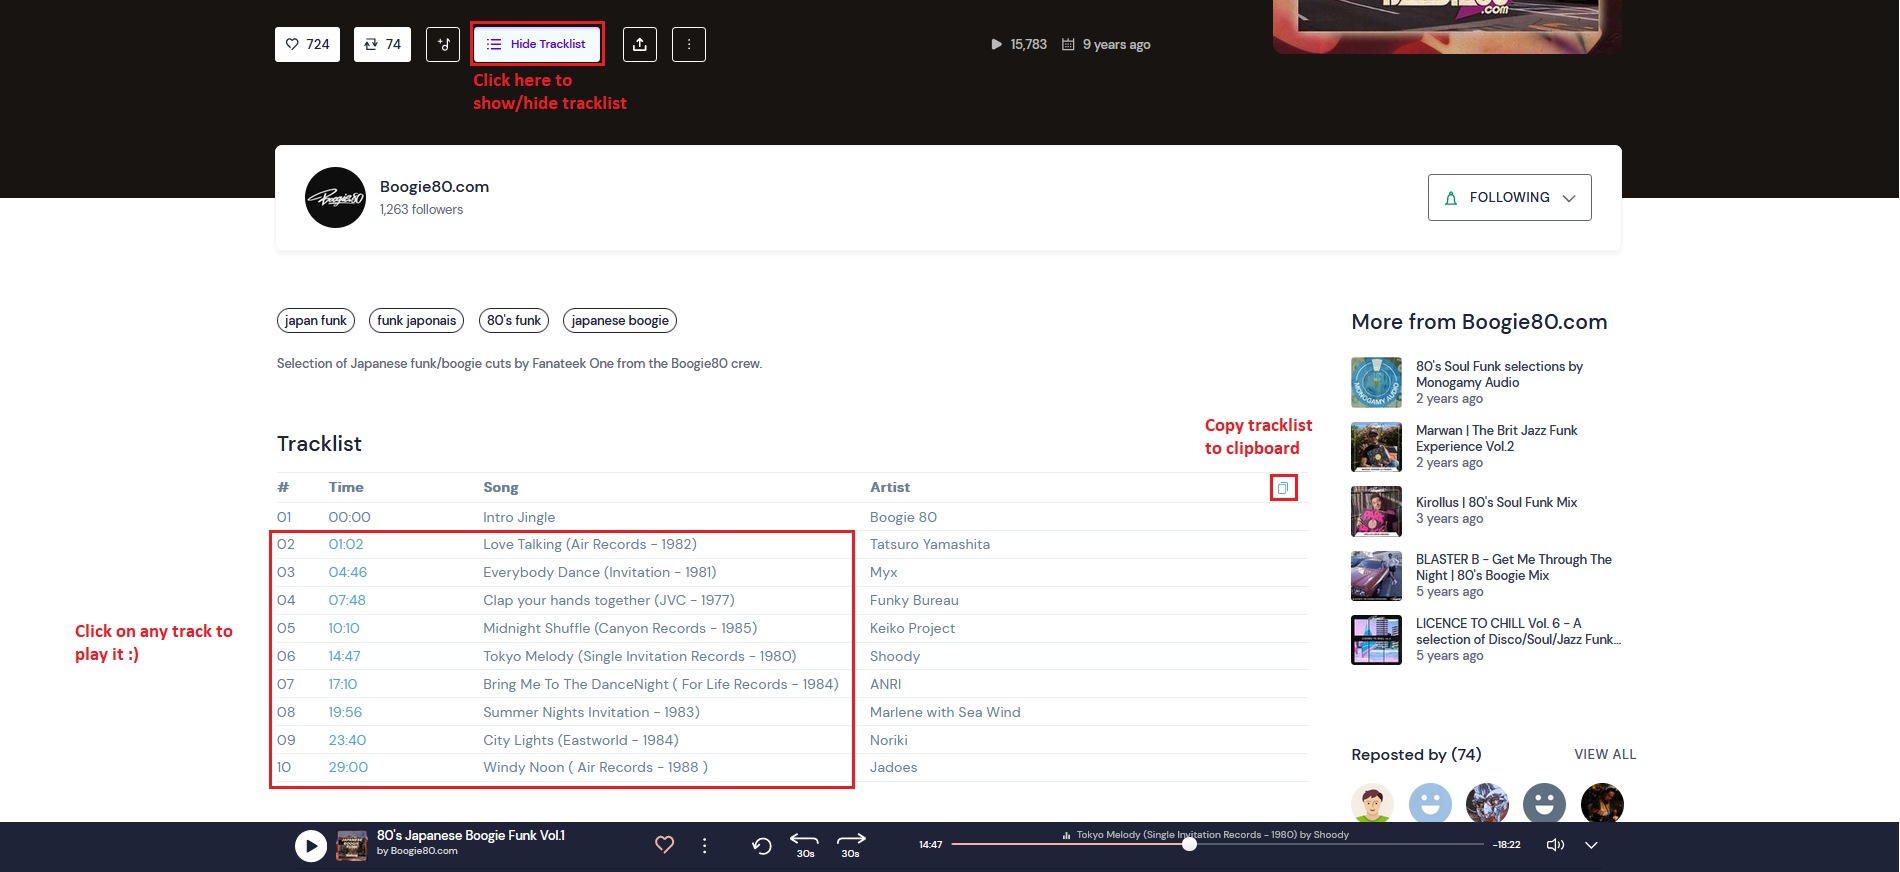 .com
724
74
Hide Tracklist
15,783
9 years ago
Click here to
show/hide tracklist
Boogie80
Boogie80.com
1,263 followers
FOLLOWING
japan funk
funk japonais
80's funk
japanese boogie
Selection of Japanese funk/boogie cuts by Fanateek One from the Boogie80 crew.
Copy tracklist
to clipboard
Tracklist
# Time Song Artist
01 00:00 Intro Jingle Boogie 80
02 01:02 Love Talking (Air Records - 1982) Tatsuro Yamashita
03 04:46 Everybody Dance (Invitation - 1981) Myx
04 07:48 Clap your hands together (JVC - 1977) Funky Bureau
05 10:10 Midnight Shuffle (Canyon Records - 1985) Keiko Project
06 14:47 Tokyo Melody (Single Invitation Records - 1980) Shoody
07 17:10 Bring Me To The DanceNight ( For Life Records - 1984) ANRI
08 19:56 Summer Nights Invitation - 1983) Marlene with Sea Wind
09 23:40 City Lights (Eastworld - 1984) Noriki
10 29:00 Windy Noon ( Air Records - 1988 ) Jadoes
Click on any track to
play it :)
More from Boogie80.com
MONOGAMY AUDIO
80's Soul Funk selections by
Monogamy Audio
2 years ago
Marwan | The Brit Jazz Funk
Experience Vol.2
2 years ago
Kirollus | 80's Soul Funk Mix
3 years ago
BLASTER B - Get Me Through The
Night | 80's Boogie Mix
5 years ago
LICENCE TO CHILL Vol. 6 - A
selection of Disco/Soul/Jazz Funk...
5 years ago
Reposted by (74)
VIEW ALL
80's Japanese Boogie Funk Vol.1
by Boogie80.com
30s
30s
Tokyo Melody (Single Invitation Records - 1980) by Shoody
14:47
-18:22